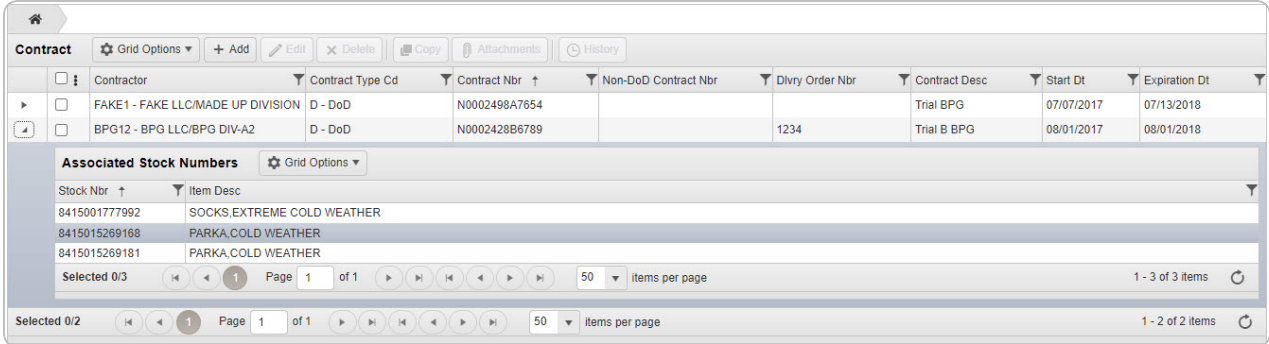 Contract Grid Options + Add Edit Delete Copy Attachments History
Contractor Contract Type Cd Contract Nbr ↑ Non-DoD Contract Nbr Dlvry Order Nbr Contract Desc Start Dt Expiration Dt
FAKE1 - FAKE LLC/MADE UP DIVISION D - DoD N0002498A7654 Trial BPG 07/07/2017 07/13/2018
BPG12 - BPG LLC/BPG DIV-A2 D - DoD N0002428B6789 1234 Trial B BPG 08/01/2017 08/01/2018
Associated Stock Numbers Grid Options
Stock Nbr ↑ Item Desc
8415001777992 SOCKS,EXTREME COLD WEATHER
8415015269168 PARKA,COLD WEATHER
8415015269181 PARKA,COLD WEATHER
Selected 0/3 1 Page 1 of 1 50 items per page 1 - 3 of 3 items
Selected 0/2 1 Page 1 of 1 50 items per page 1 - 2 of 2 items